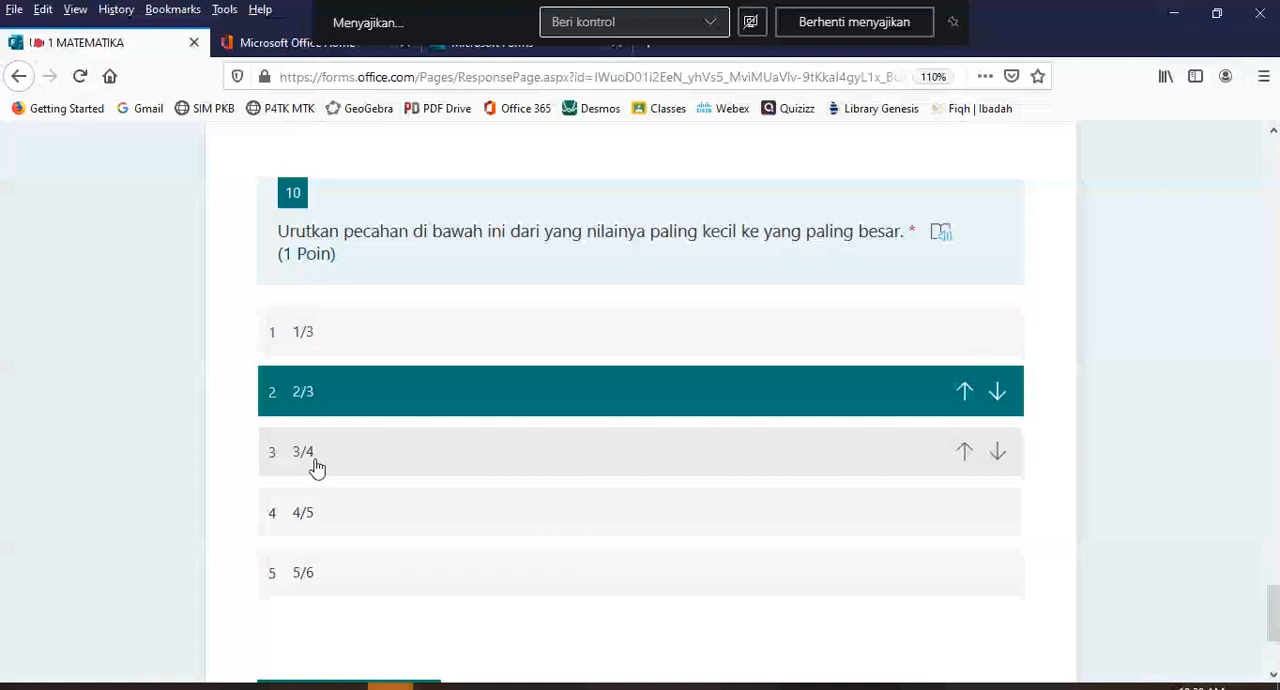 File Edit View History Bookmarks Tools Help
Menyajikan...
Beri kontrol
Berhenti menyajikan
1 MATEMATIKA
Microsoft Office Home
Microsoft Forms
https://forms.office.com/Pages/ResponsePage.aspx?id=
110%
Getting Started Gmail SIM PKB P4TK MTK GeoGebra PDF Drive Office 365 Desmos Classes Webex Quizizz Library Genesis Fiqh | Ibadah
10
Urutkan pecahan di bawah ini dari yang nilainya paling kecil ke yang paling besar. *
(1 Poin)
1 1/3
2 2/3
3 3/4
4 4/5
5 5/6